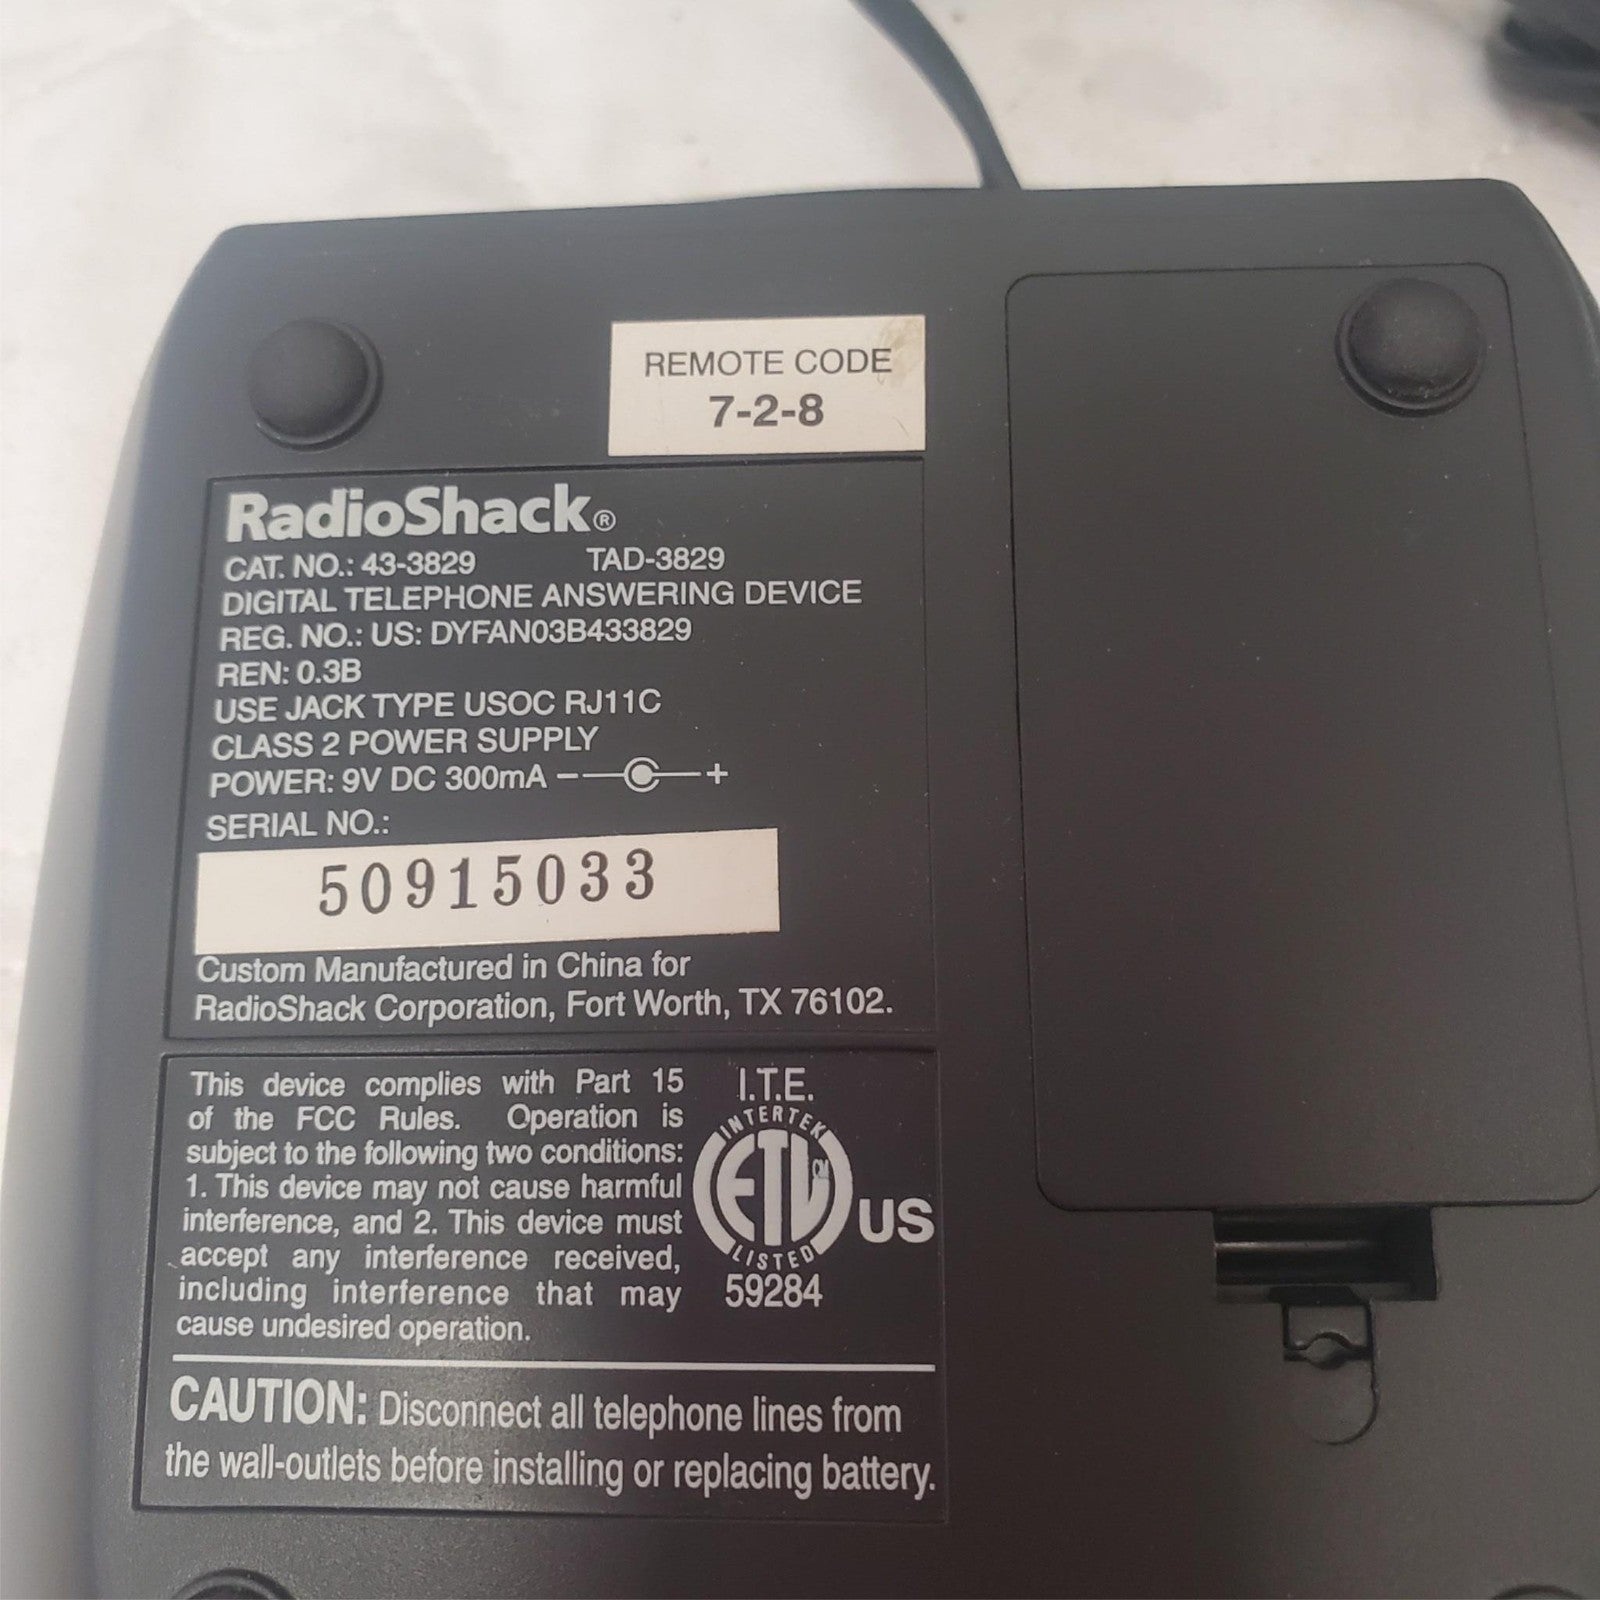 REMOTE CODE
7-2-8
RadioShack®
CAT. NO.: 43-3829 TAD-3829
DIGITAL TELEPHONE ANSWERING DEVICE
REG. NO.: US: DYFAN03B433829
REN: 0.3B
USE JACK TYPE USOC RJ11C
CLASS 2 POWER SUPPLY
POWER: 9V DC 300mA − +
SERIAL NO.:
50915033
Custom Manufactured in China for
RadioShack Corporation, Fort Worth, TX 76102.
This device complies with Part 15
of the FCC Rules. Operation is
subject to the following two conditions:
1. This device may not cause harmful
interference, and 2. This device must
accept any interference received,
including interference that may
cause undesired operation.
I.T.E.
INTERTEK
ETL CM
US
LISTED
59284
CAUTION: Disconnect all telephone lines from
the wall-outlets before installing or replacing battery.